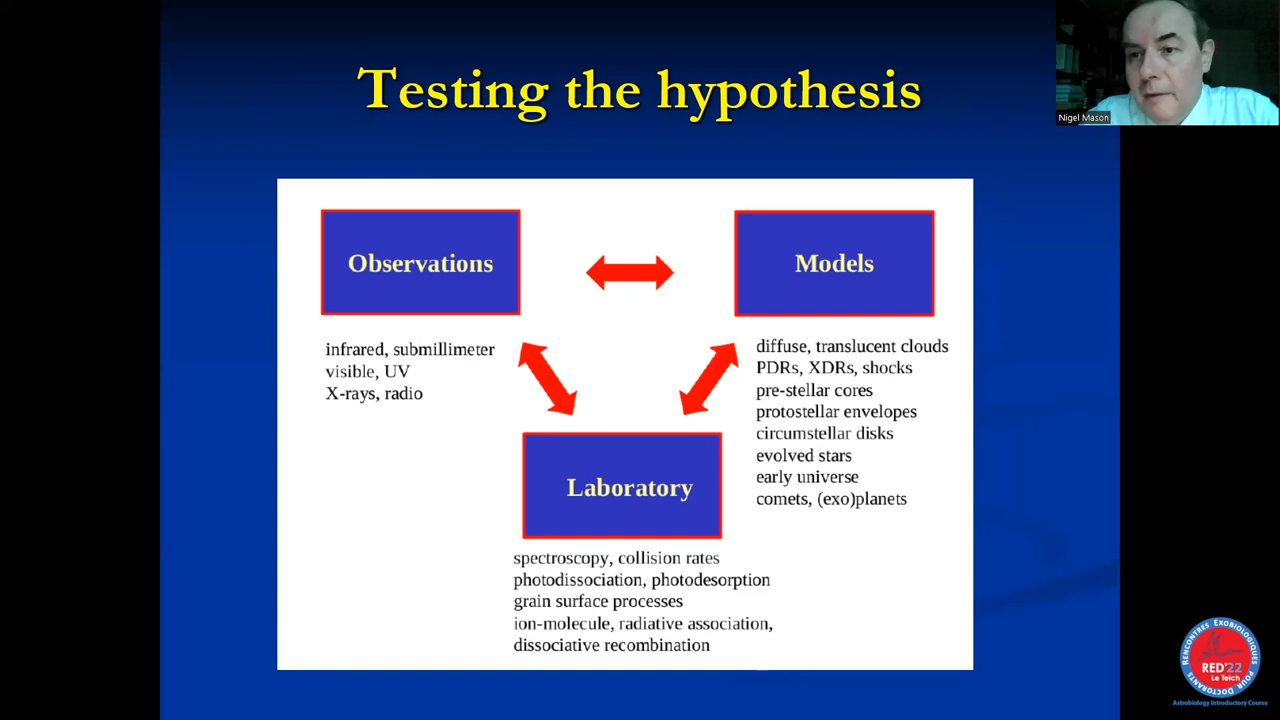 Testing the hypothesis
Nigel Mason
Observations
Models
infrared, submillimeter
visible, UV
X-rays, radio
diffuse, translucent clouds
PDRs, XDRs, shocks
pre-stellar cores
protostellar envelopes
circumstellar disks
evolved stars
early universe
comets, (exo)planets
Laboratory
spectroscopy, collision rates
photodissociation, photodesorption
grain surface processes
ion-molecule, radiative association,
dissociative recombination
RENCONTRES EXOBIOLOGIQUES
POUR DOCTORANTS
RED'22
Le Teich
Astrobiology Introductory Course